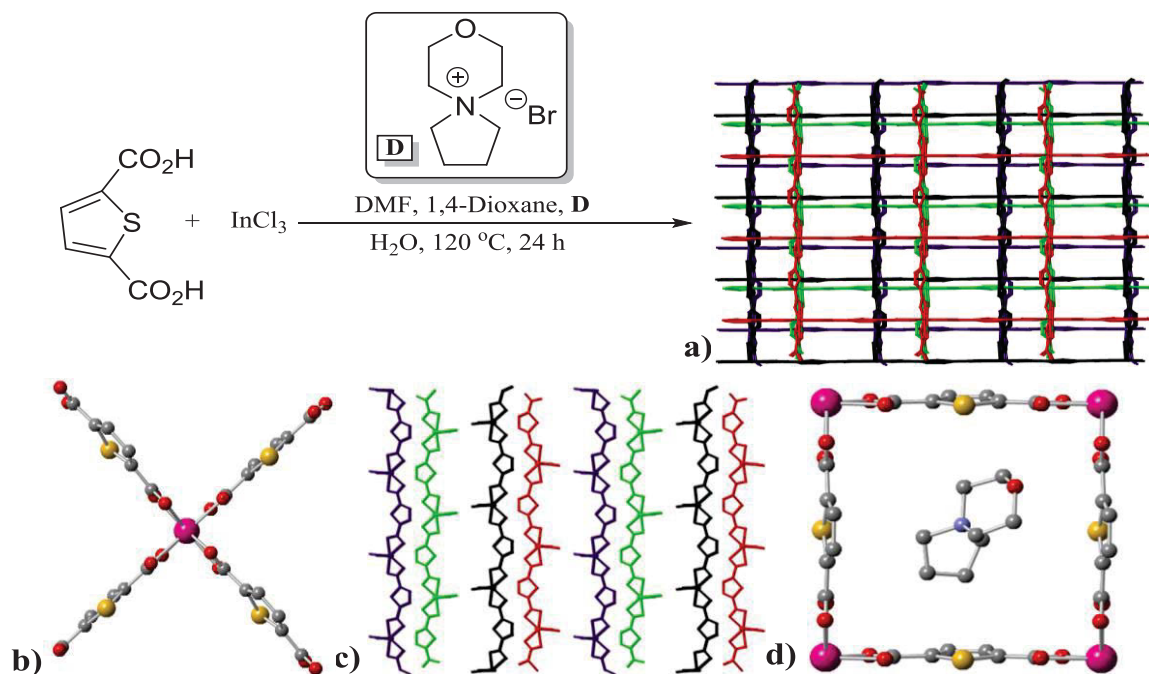 O
⊕
N
⊖Br
D
CO₂H
S
CO₂H
+ InCl₃
DMF, 1,4-Dioxane, D
H₂O, 120 °C, 24 h
a)
b)
c)
d)